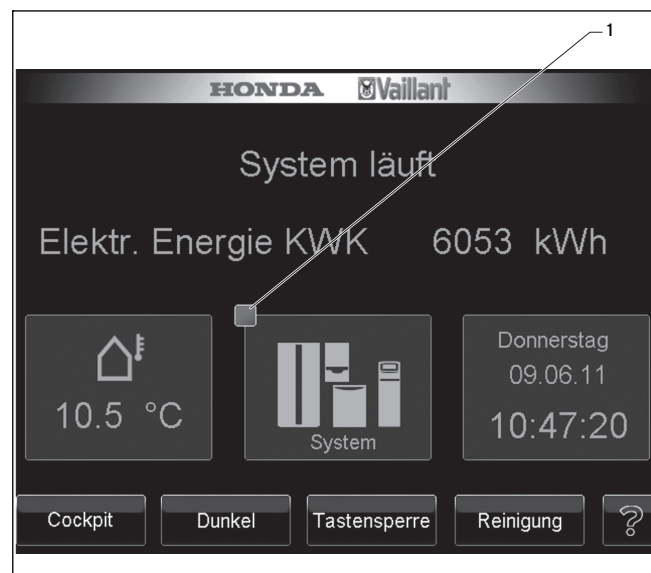 1
HONDA Vaillant
System läuft
Elektr. Energie KWK 6053 kWh
10.5 °C
System
Donnerstag
09.06.11
10:47:20
Cockpit Dunkel Tastensperre Reinigung ?